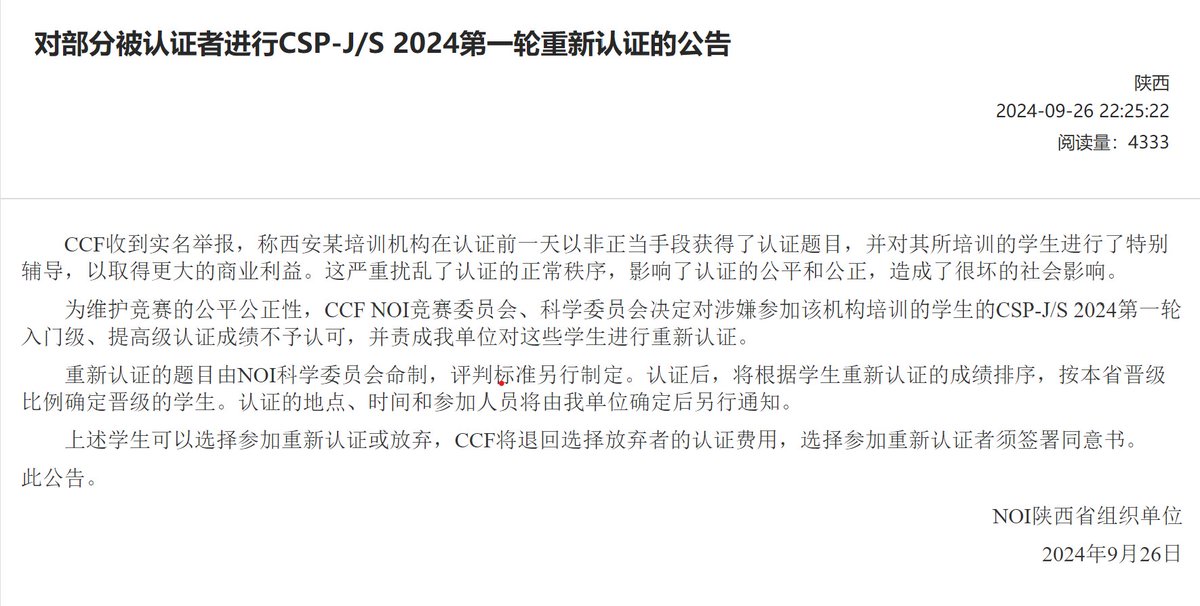 对部分被认证者进行CSP-J/S 2024第一轮重新认证的公告
陕西
2024-09-26 22:25:22
阅读量：4333
CCF收到实名举报，称西安某培训机构在认证前一天以非正当手段获得了认证题目，并对其所培训的学生进行了特别
辅导，以取得更大的商业利益。这严重扰乱了认证的正常秩序，影响了认证的公平和公正，造成了很坏的社会影响。
为维护竞赛的公平公正性，CCF NOI竞赛委员会、科学委员会决定对涉嫌参加该机构培训的学生的CSP-J/S 2024第一轮
入门级、提高级认证成绩不予认可，并责成我单位对这些学生进行重新认证。
重新认证的题目由NOI科学委员会命制，评判标准另行制定。认证后，将根据学生重新认证的成绩排序，按本省晋级
比例确定晋级的学生。认证的地点、时间和参加人员将由我单位确定后另行通知。
上述学生可以选择参加重新认证或放弃，CCF将退回选择放弃者的认证费用，选择参加重新认证者须签署同意书。
此公告。
NOI陕西省组织单位
2024年9月26日